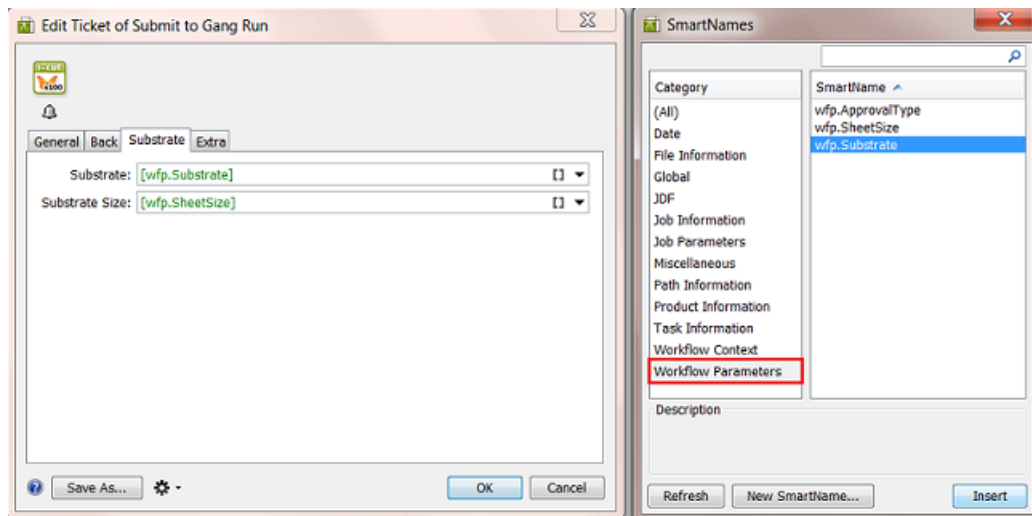 Edit Ticket of Submit to Gang Run
i-cut
x100
General Back Substrate Extra
Substrate: [wfp.Substrate] []
Substrate Size: [wfp.SheetSize] []
? Save As... OK Cancel
SmartNames
Category
(All)
Date
File Information
Global
JDF
Job Information
Job Parameters
Miscellaneous
Path Information
Product Information
Task Information
Workflow Context
Workflow Parameters
SmartName
wfp.ApprovalType
wfp.SheetSize
wfp.Substrate
Description
Refresh New SmartName... Insert